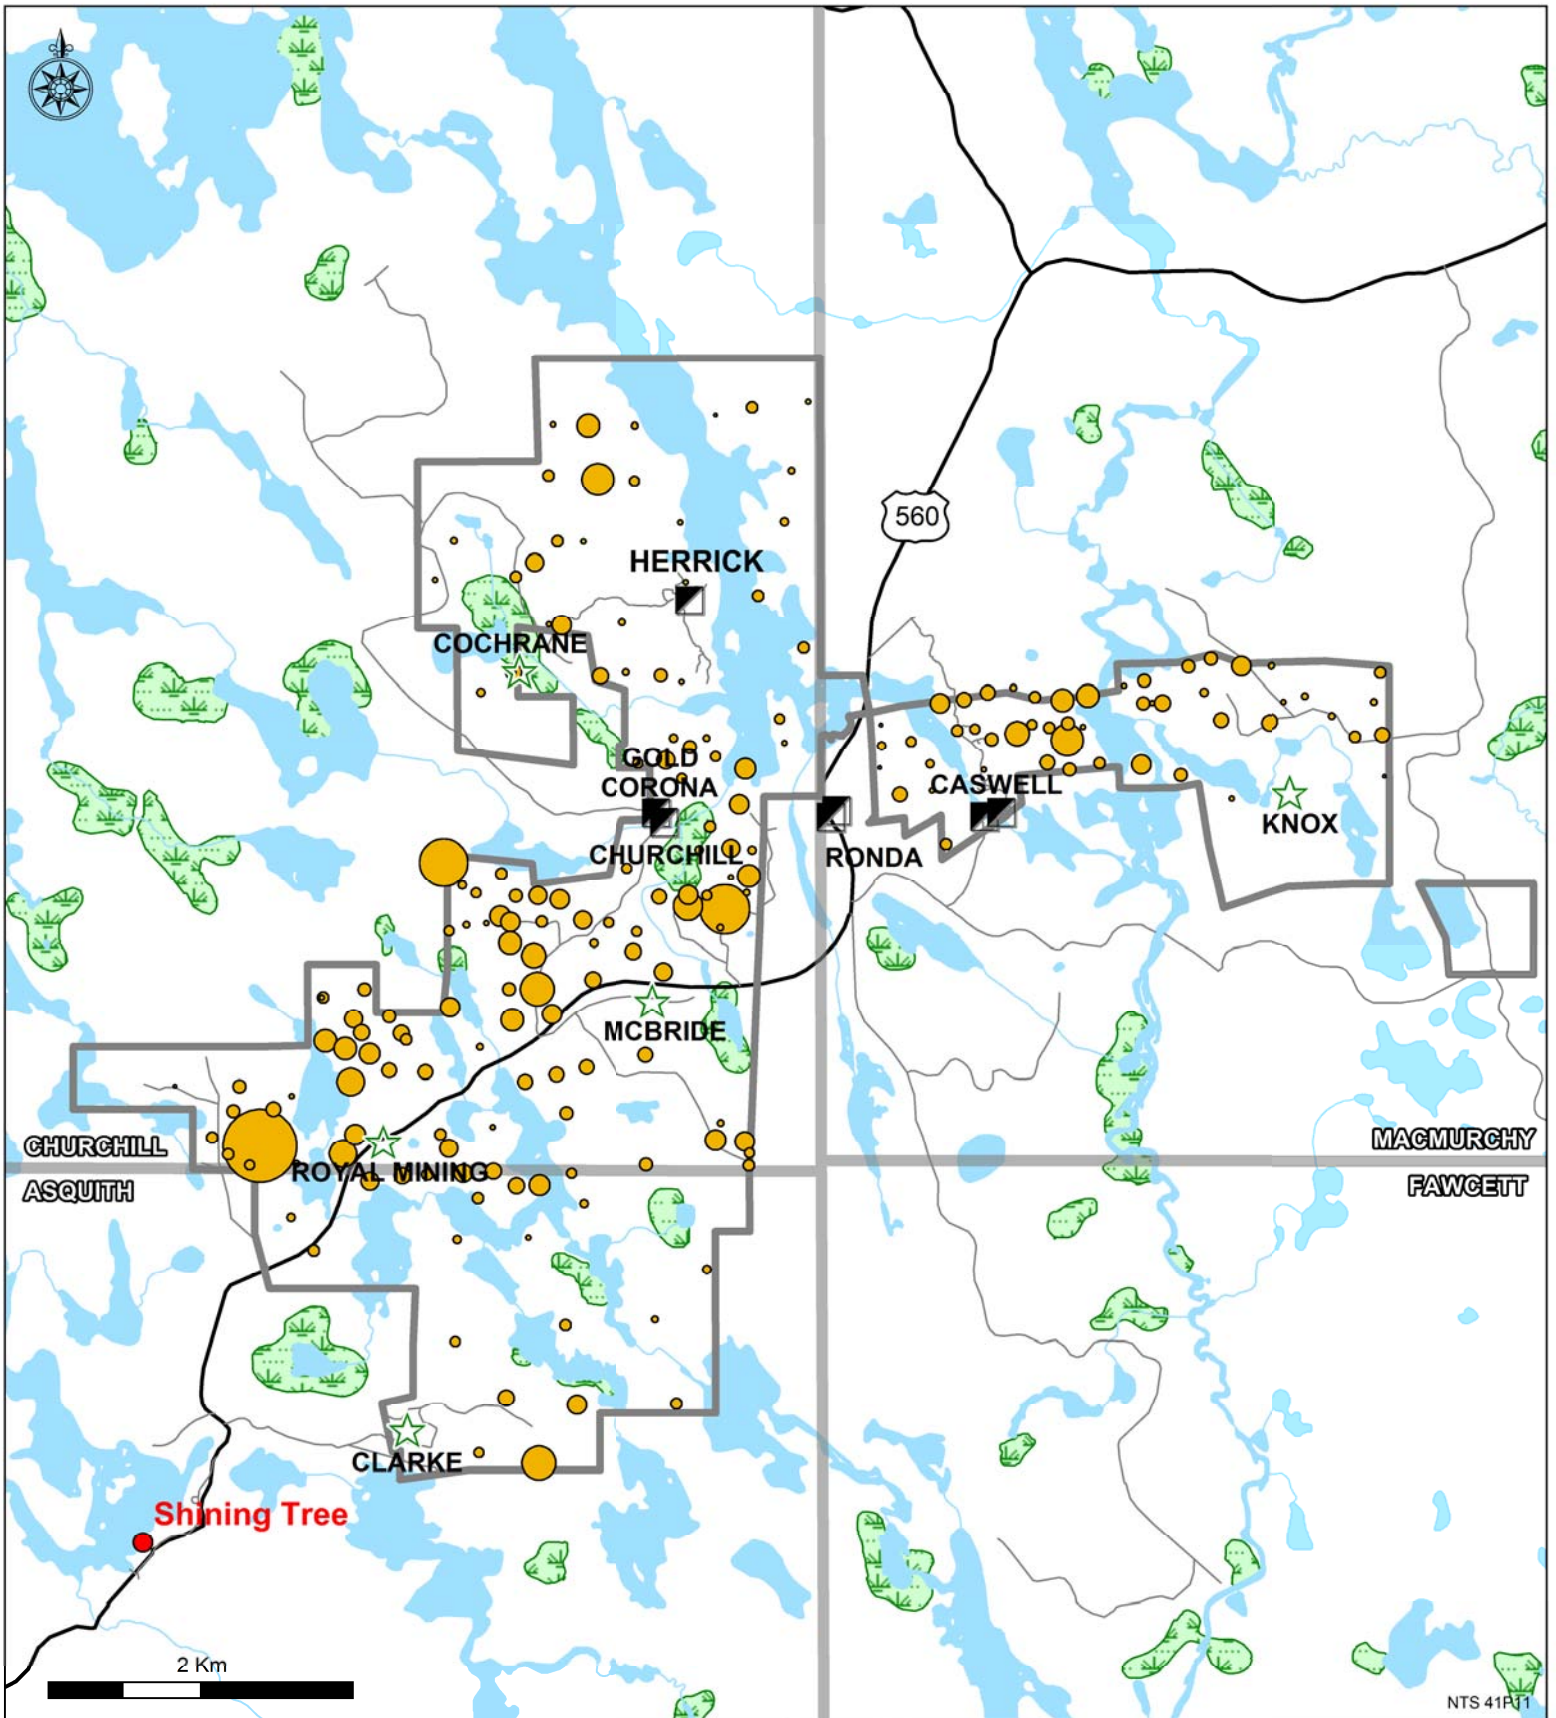 560
HERRICK
COCHRANE
GOLD
CORONA
CASWELL
KNOX
CHURCHILL
RONDA
MCBRIDE
CHURCHILL
MACMURCHY
ROYAL MINING
ASQUITH
FAWCETT
CLARKE
Shining Tree
2 Km
NTS 41P11